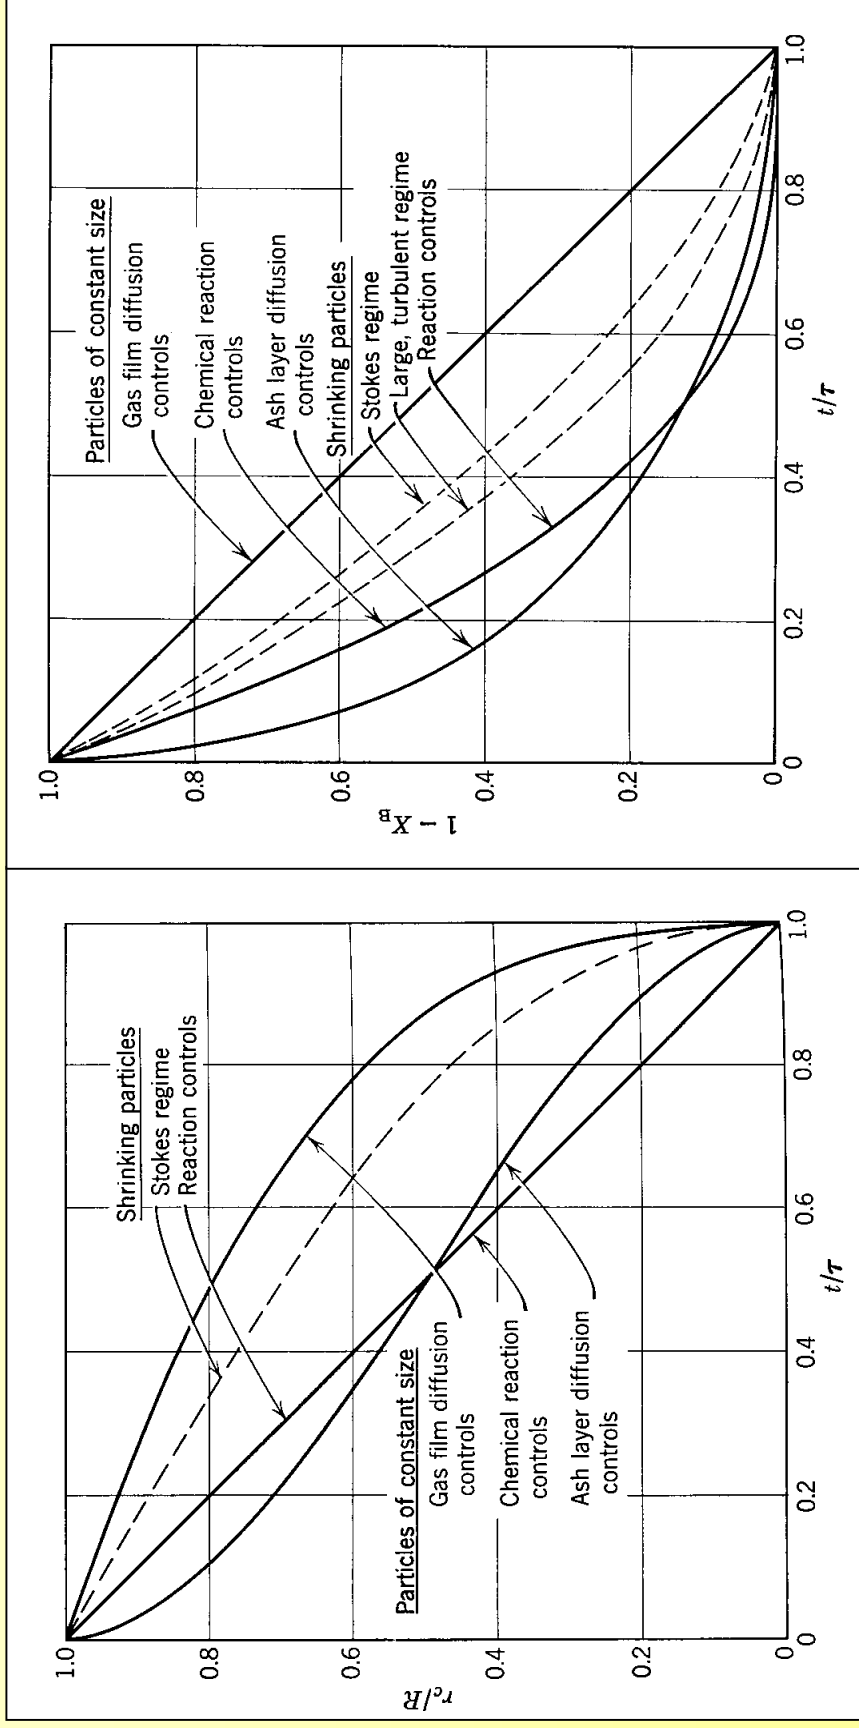 Shrinking particles
Stokes regime
Reaction controls
Particles of constant size
Gas film diffusion
controls
Chemical reaction
controls
Ash layer diffusion
controls
r_c/R
1.0
0.8
0.6
0.4
0.2
0
0
0.2
0.4
0.6
0.8
1.0
t/τ
Particles of constant size
Gas film diffusion
controls
Chemical reaction
controls
Ash layer diffusion
controls
Shrinking particles
Stokes regime
Large, turbulent regime
Reaction controls
1 − X_B
1.0
0.8
0.6
0.4
0.2
0
0
0.2
0.4
0.6
0.8
1.0
t/τ